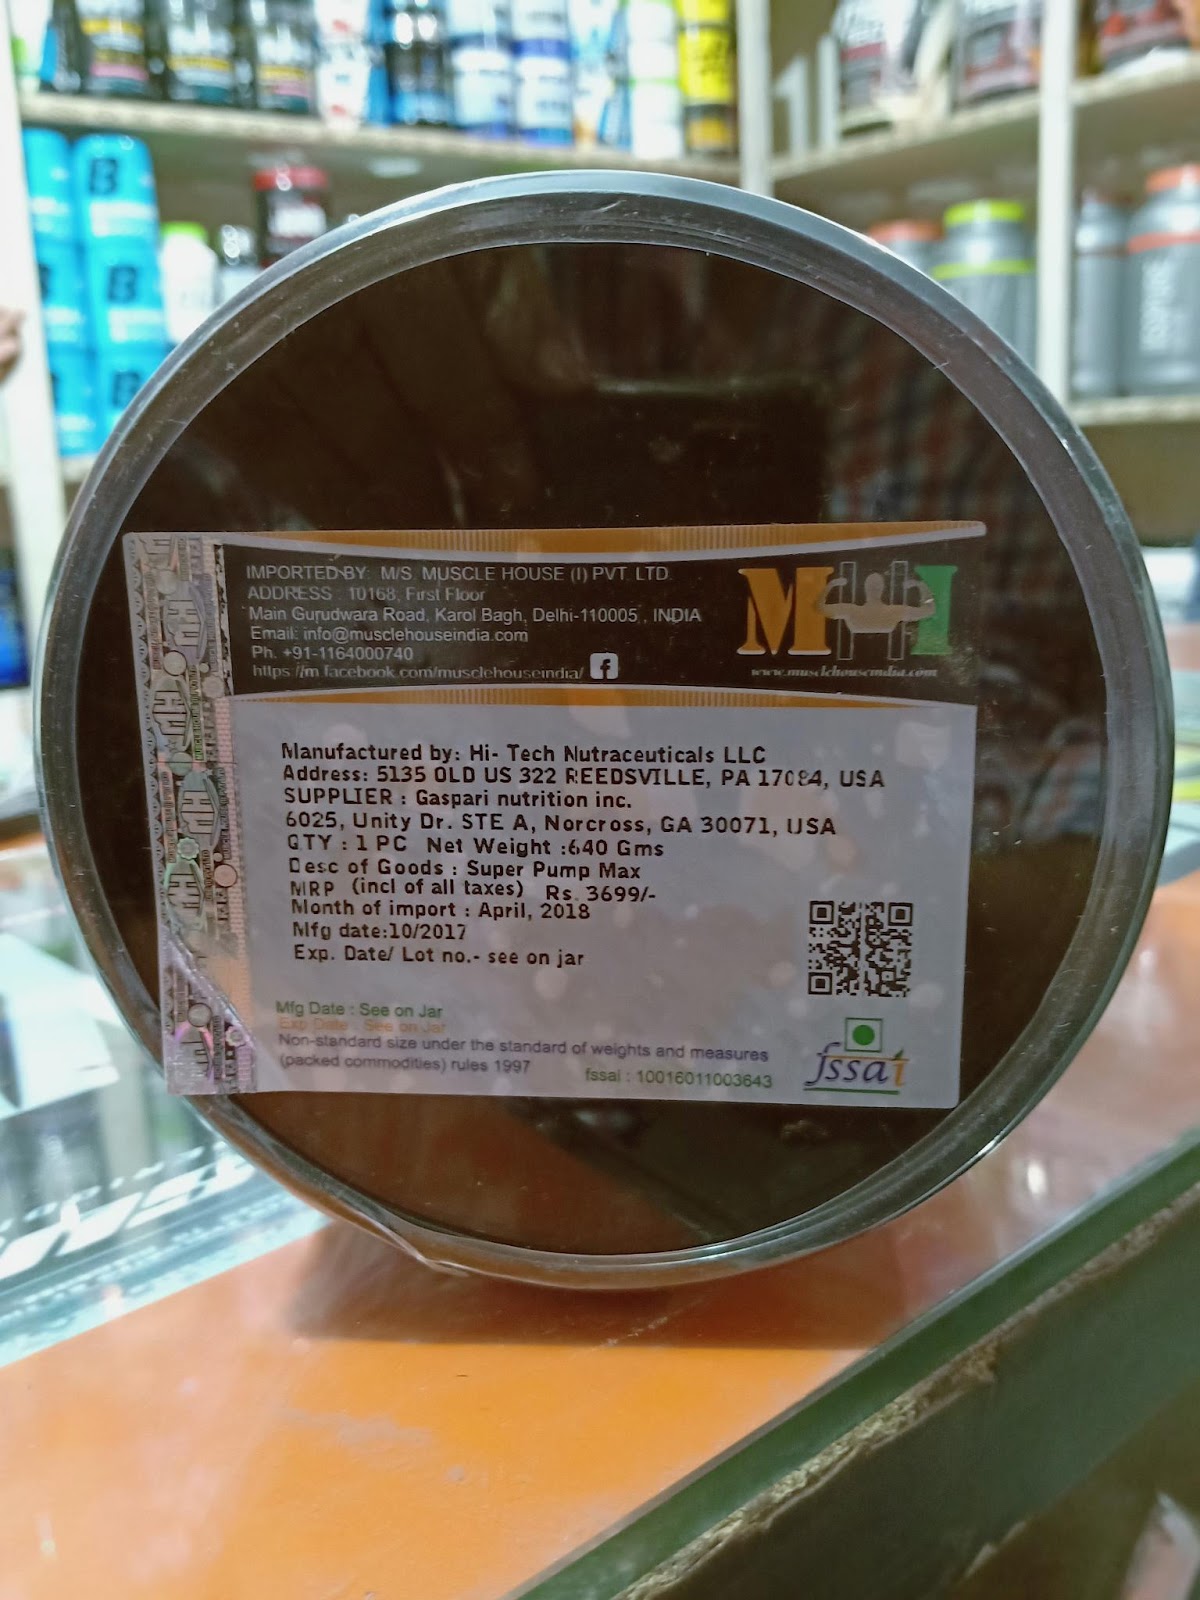 IMPORTED BY: M/S. MUSCLE HOUSE (I) PVT. LTD.
ADDRESS : 10168, First Floor
Main Gurudwara Road, Karol Bagh, Delhi-110005 , INDIA
Email: info@musclehouseindia.com
Ph. +91-1164000740
https://m.facebook.com/musclehouseindia/ f
MHI
www.musclehouseindia.com
Manufactured by: Hi- Tech Nutraceuticals LLC
Address: 5135 OLD US 322 REEDSVILLE, PA 17084, USA
SUPPLIER : Gaspari nutrition inc.
6025, Unity Dr. STE A, Norcross, GA 30071, USA
QTY : 1 PC Net Weight :640 Gms
Desc of Goods : Super Pump Max
MRP (incl of all taxes) Rs. 3699/-
Month of import : April, 2018
Mfg date:10/2017
Exp. Date/ Lot no.- see on jar
Mfg Date : See on Jar
Exp Date : See on Jar
Non-standard size under the standard of weights and measures
(packed commodities) rules 1997
fssai : 10016011003643
fssai